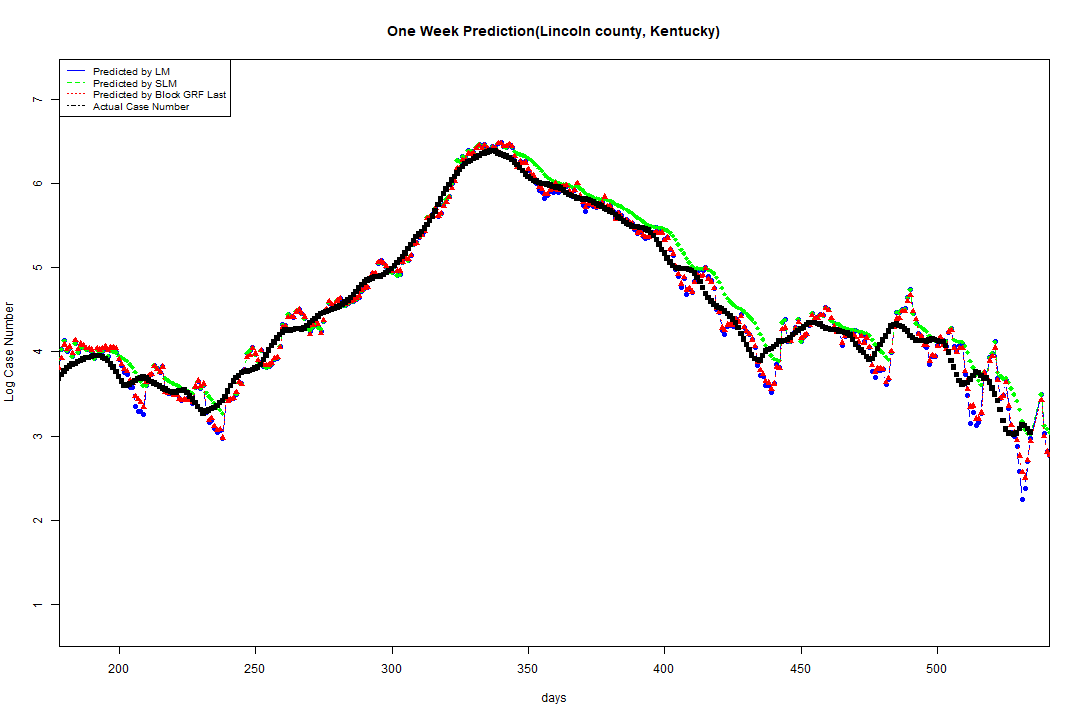 One Week Prediction(Lincoln county, Kentucky)
Predicted by LM
Predicted by SLM
Predicted by Block GRF Last
Actual Case Number
7
6
5
4
3
2
1
Log Case Number
200 250 300 350 400 450 500
days